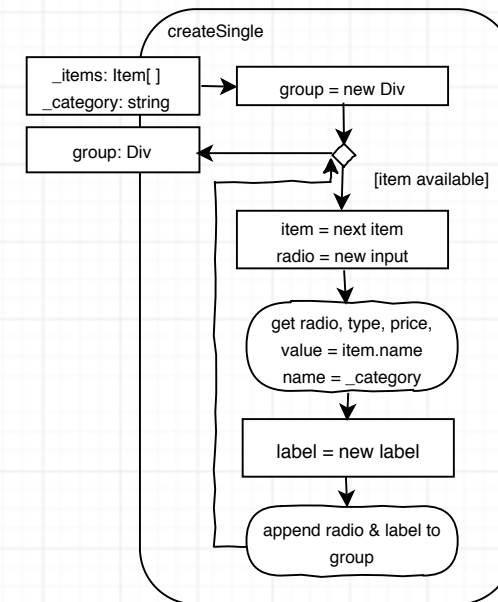 createSingle
_items: Item[ ]
_category: string
group = new Div
group: Div
[item available]
item = next item
radio = new input
get radio, type, price,
value = item.name
name = _category
label = new label
append radio & label to
group